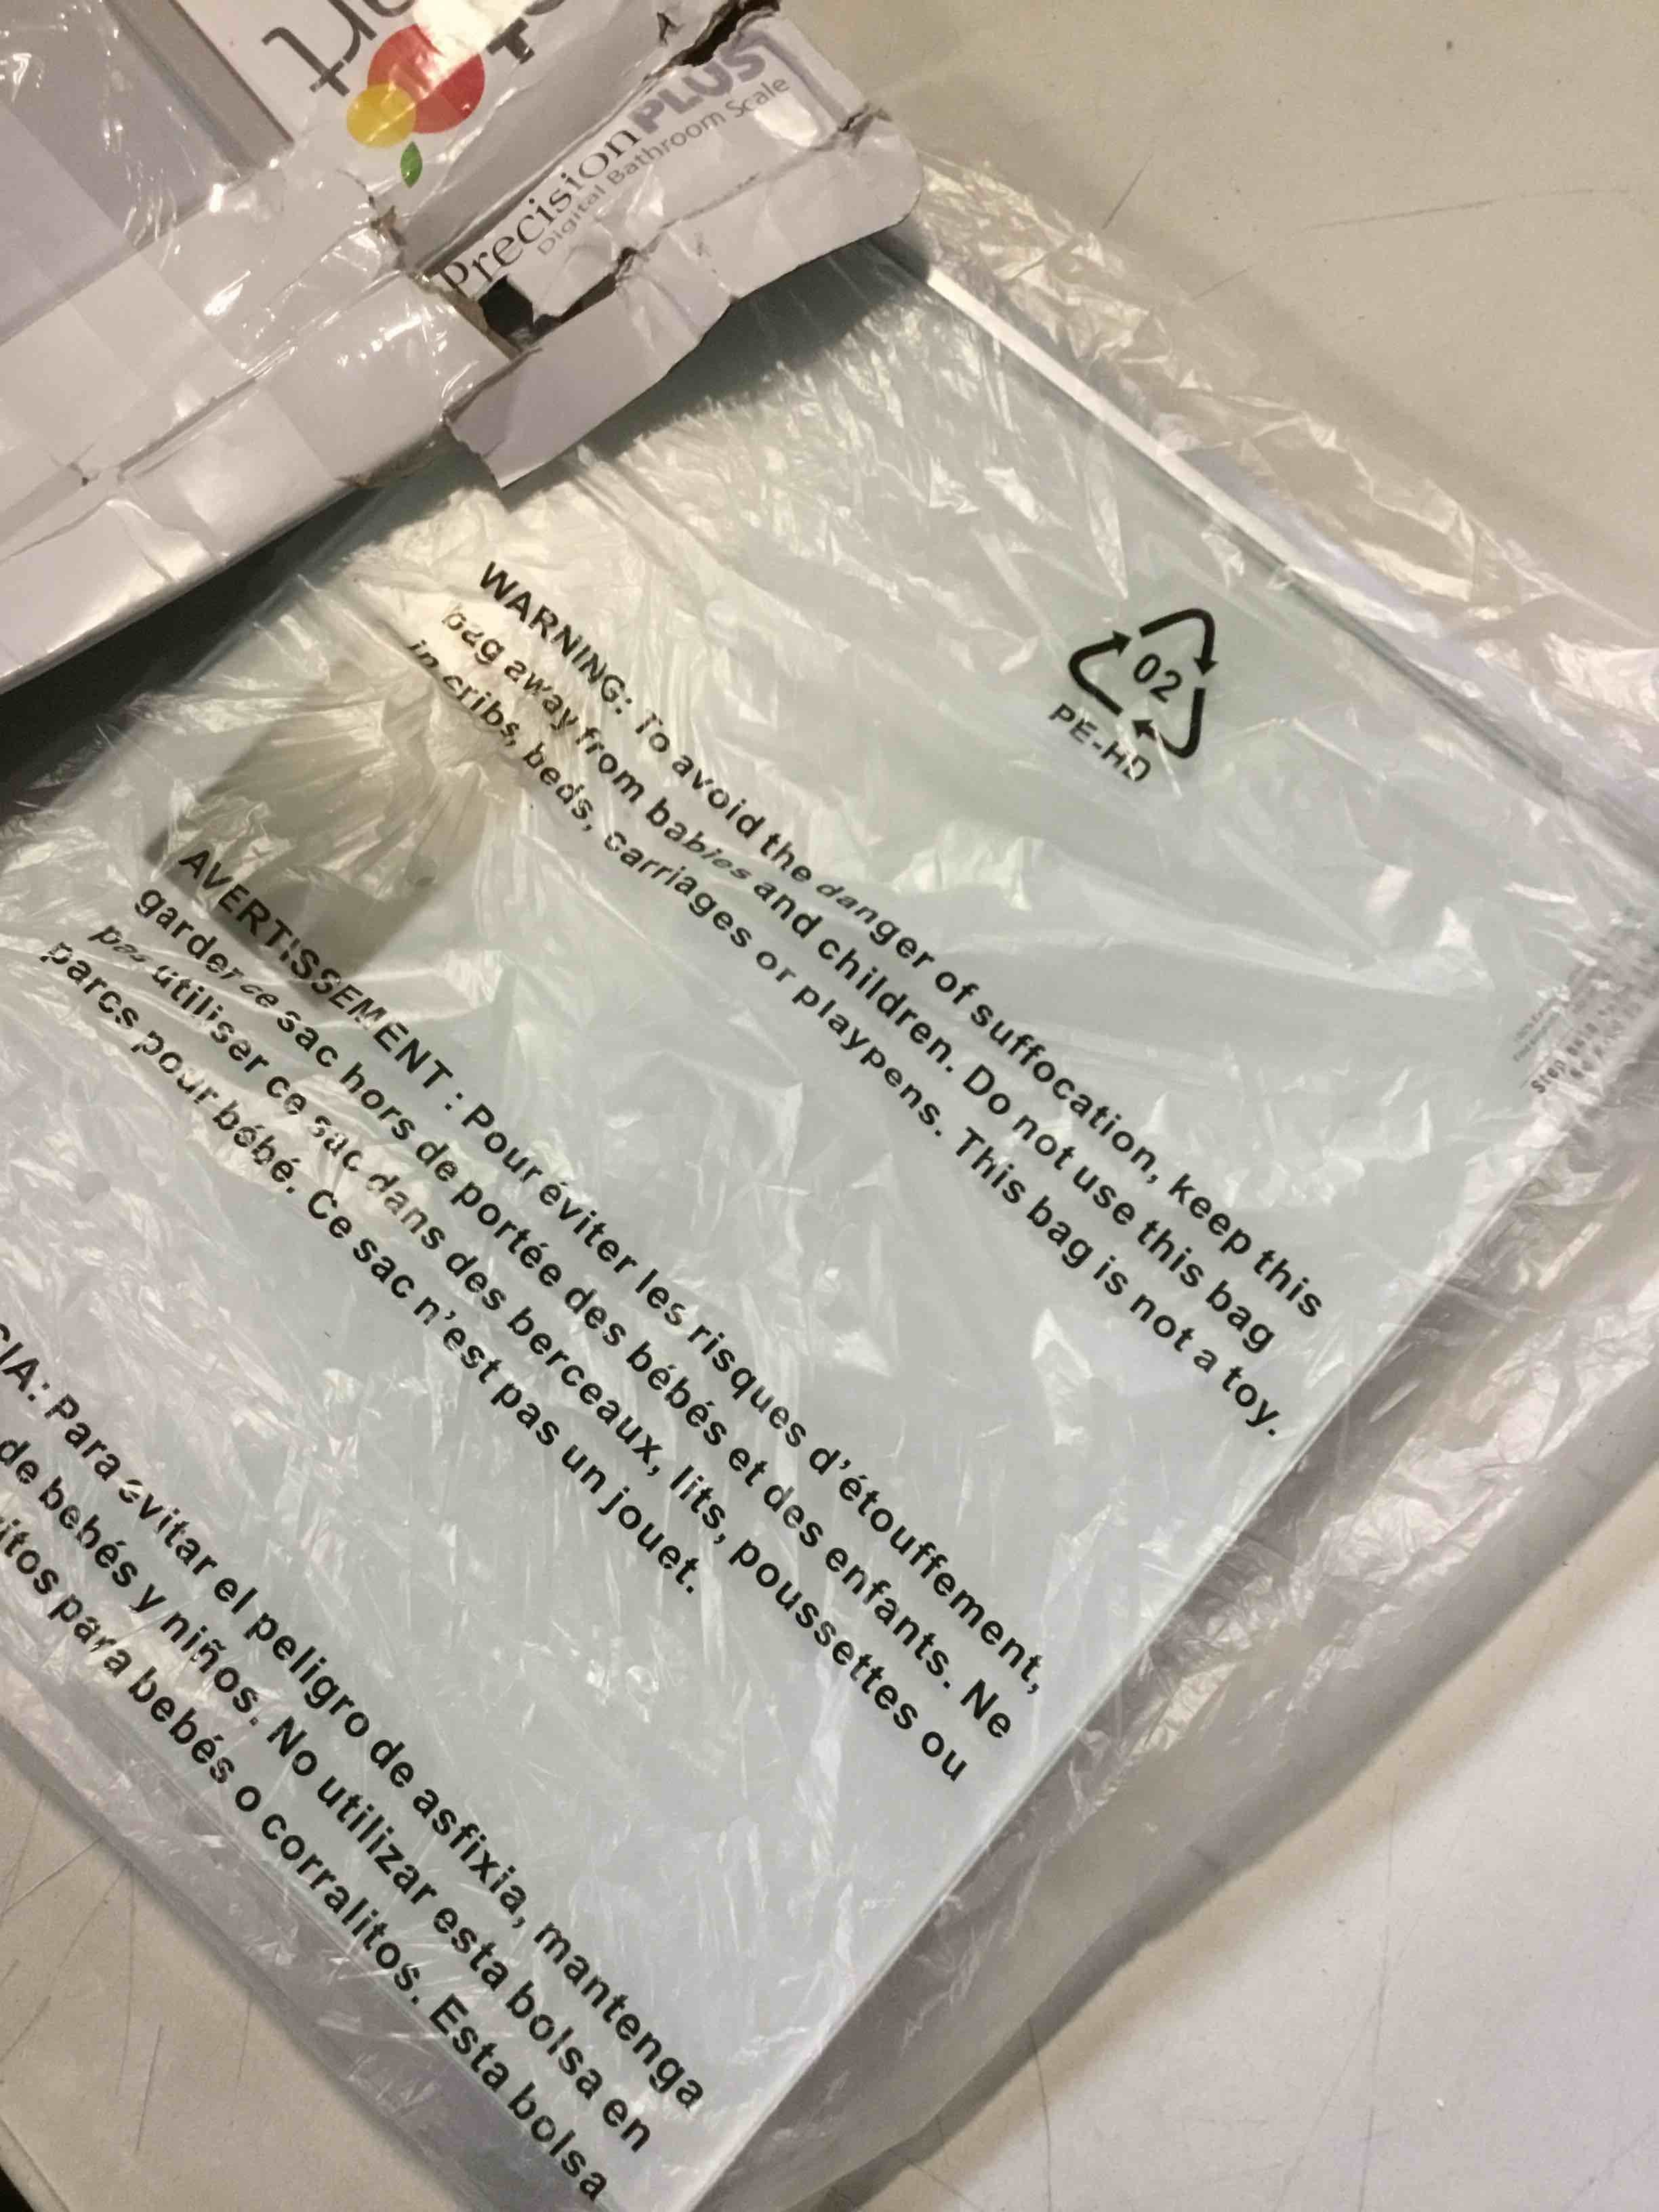 PrecisionPLUS
Digital Bathroom Scale
02
PE-HD
WARNING: To avoid the danger of suffocation, keep this
bag away from babies and children. Do not use this bag
in cribs, beds, carriages or playpens. This bag is not a toy.
AVERTISSEMENT : Pour éviter les risques d'étouffement,
garder ce sac hors de portée des bébés et des enfants. Ne
pas utiliser ce sac dans des berceaux, lits, poussettes ou
parcs pour bébé. Ce sac n'est pas un jouet.
Para evitar el peligro de asfixia, mantenga
de bebés y niños. No utilizar esta bolsa en
para bebés o corralitos. Esta bolsa
Step